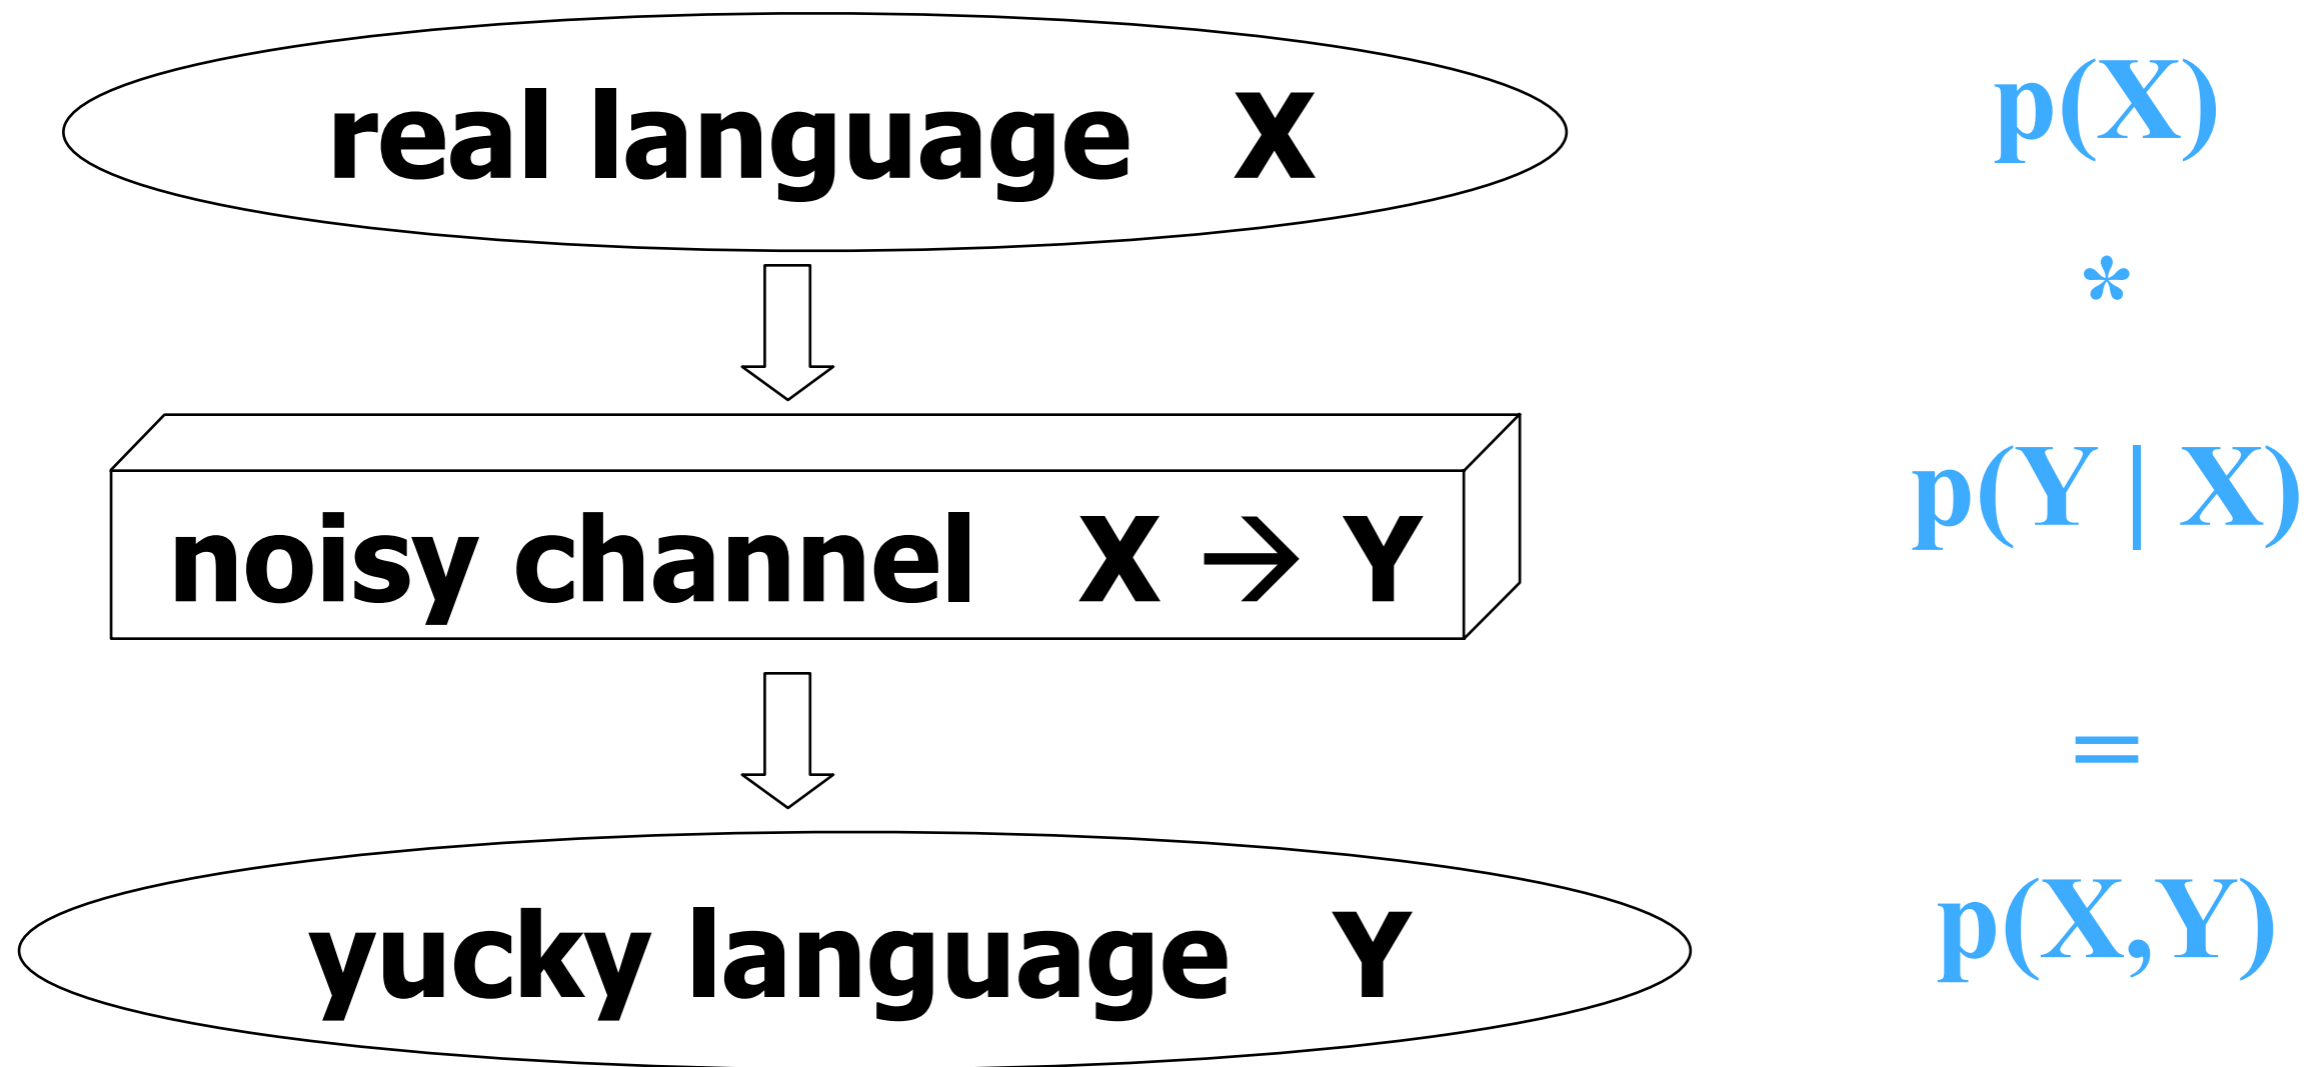 real language X
p(X)
*
noisy channel X → Y
p(Y | X)
=
yucky language Y
p(X,Y)